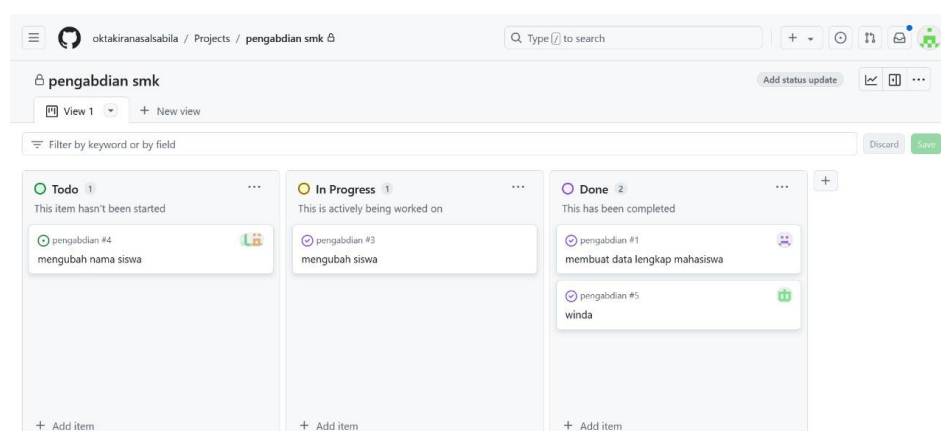 oktakiranasalsabila / Projects / pengabdian smk
Type / to search
pengabdian smk
Add status update
View 1
+ New view
Filter by keyword or by field
Discard
Save
Todo 1
This item hasn't been started
pengabdian #4
mengubah nama siswa
+ Add item
In Progress 1
This is actively being worked on
pengabdian #3
mengubah siswa
+ Add item
Done 2
This has been completed
pengabdian #1
membuat data lengkap mahasiswa
pengabdian #5
winda
+ Add item